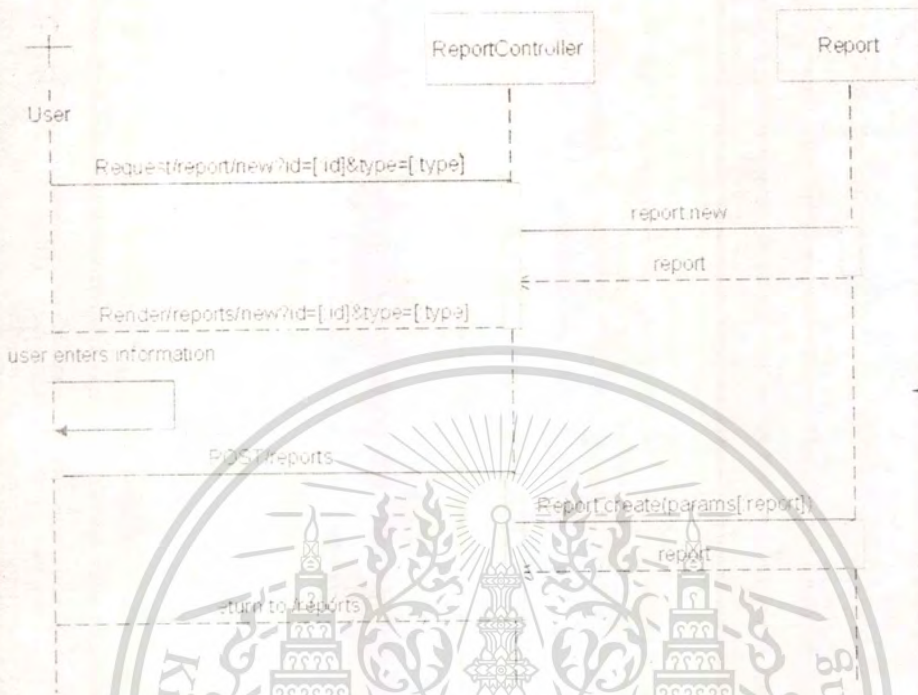 ReportController
Report
User
Request/report/new?id=[:id]&type=[:type]
report.new
report
Render/reports/new?id=[:id]&type=[:type]
user enters information
POST/reports
Report.create(params[:report])
report
return to /reports